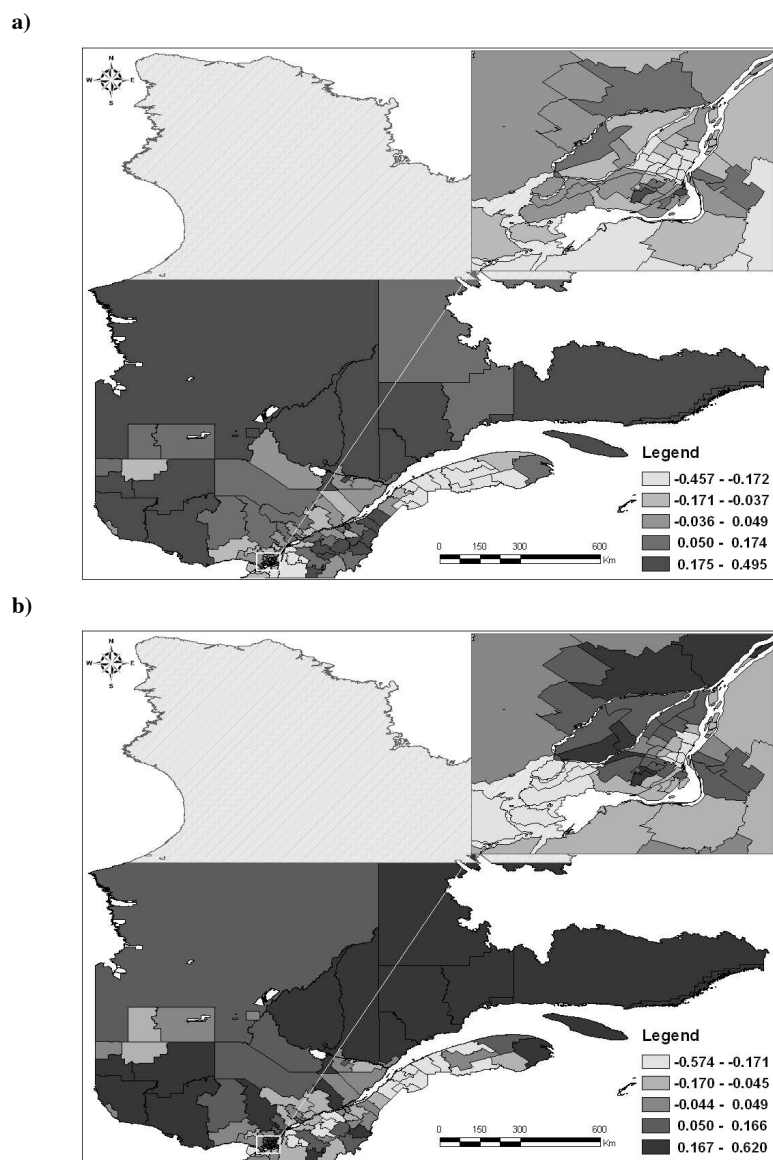 a)
N
W E
S
Legend
-0.457 - -0.172
-0.171 - -0.037
-0.036 - 0.049
0.050 - 0.174
0.175 - 0.495
0 150 300 600
Km
b)
N
W E
S
Legend
-0.574 - -0.171
-0.170 - -0.045
-0.044 - 0.049
0.050 - 0.166
0.167 - 0.620
0 150 300 600
Km